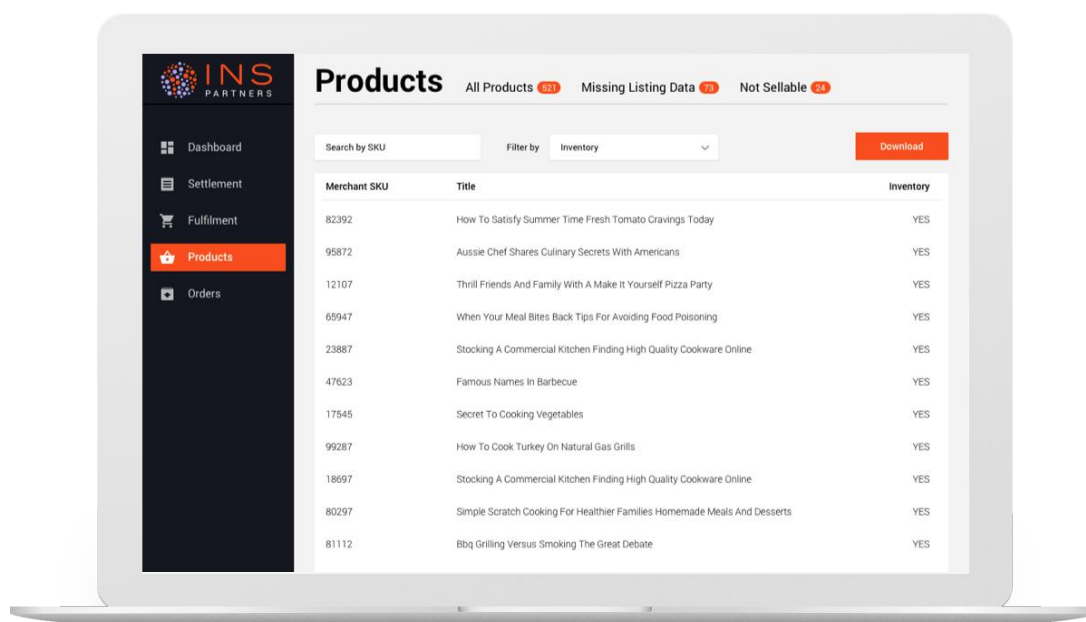 INS
PARTNERS
Products All Products 521 Missing Listing Data 73 Not Sellable 24
Dashboard
Settlement
Fulfilment
Products
Orders
Search by SKU Filter by Inventory Download
Merchant SKU Title Inventory
82392 How To Satisfy Summer Time Fresh Tomato Cravings Today YES
95872 Aussie Chef Shares Culinary Secrets With Americans YES
12107 Thrill Friends And Family With A Make It Yourself Pizza Party YES
65947 When Your Meal Bites Back Tips For Avoiding Food Poisoning YES
23887 Stocking A Commercial Kitchen Finding High Quality Cookware Online YES
47623 Famous Names In Barbecue YES
17545 Secret To Cooking Vegetables YES
99287 How To Cook Turkey On Natural Gas Grills YES
18697 Stocking A Commercial Kitchen Finding High Quality Cookware Online YES
80297 Simple Scratch Cooking For Healthier Families Homemade Meals And Desserts YES
81112 Bbq Grilling Versus Smoking The Great Debate YES